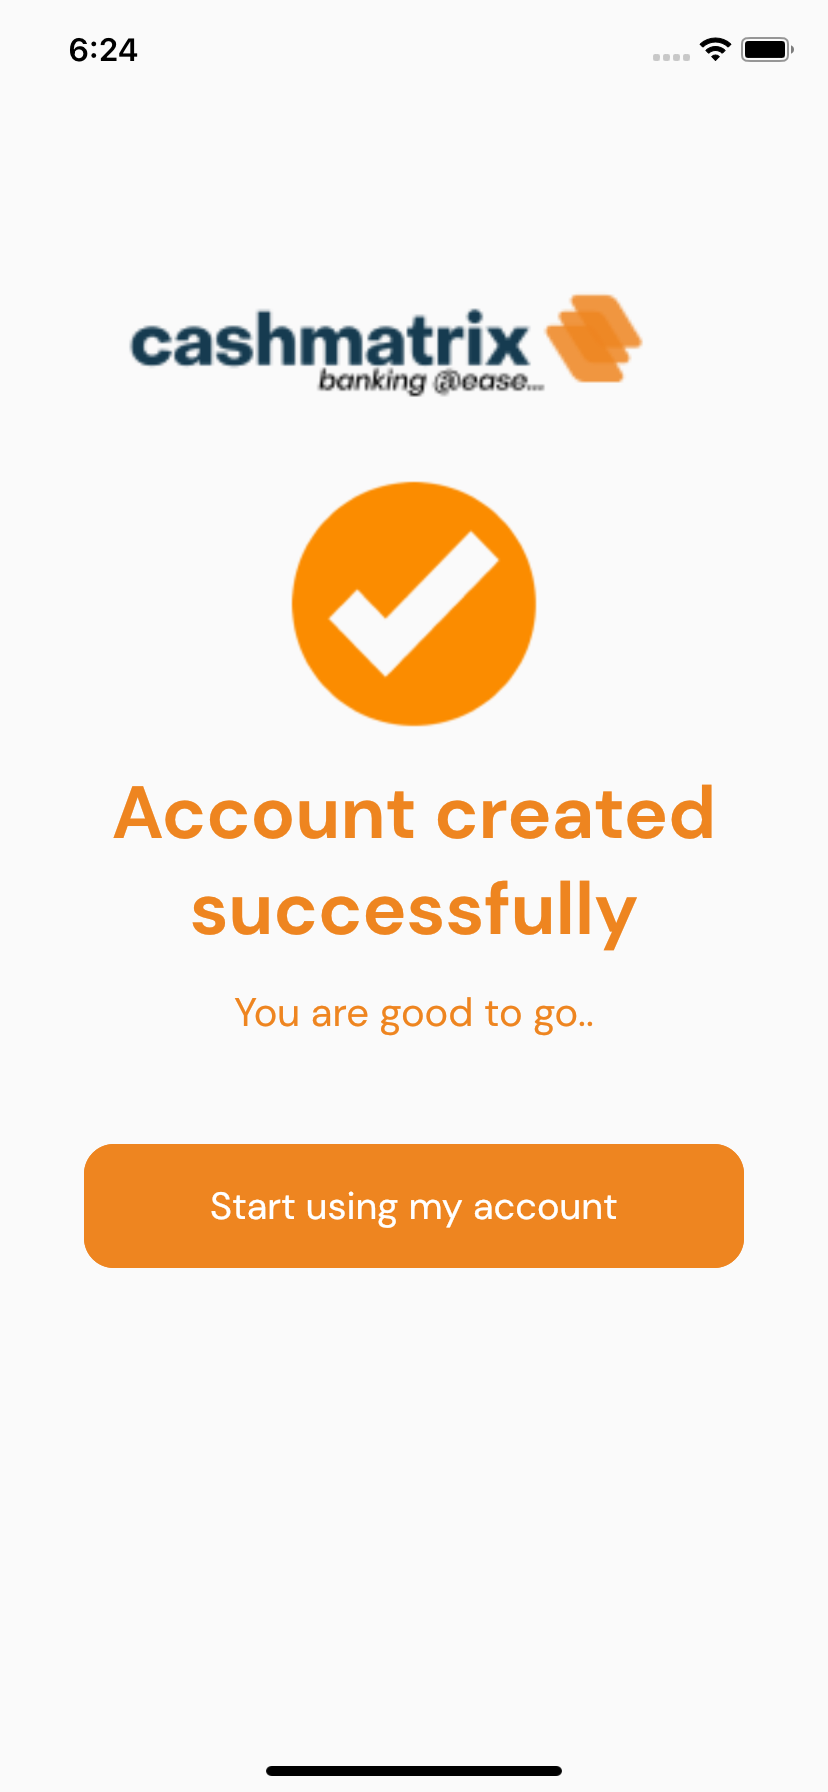 6:24
cashmatrix
banking @ease...
Account created
successfully
You are good to go..
Start using my account